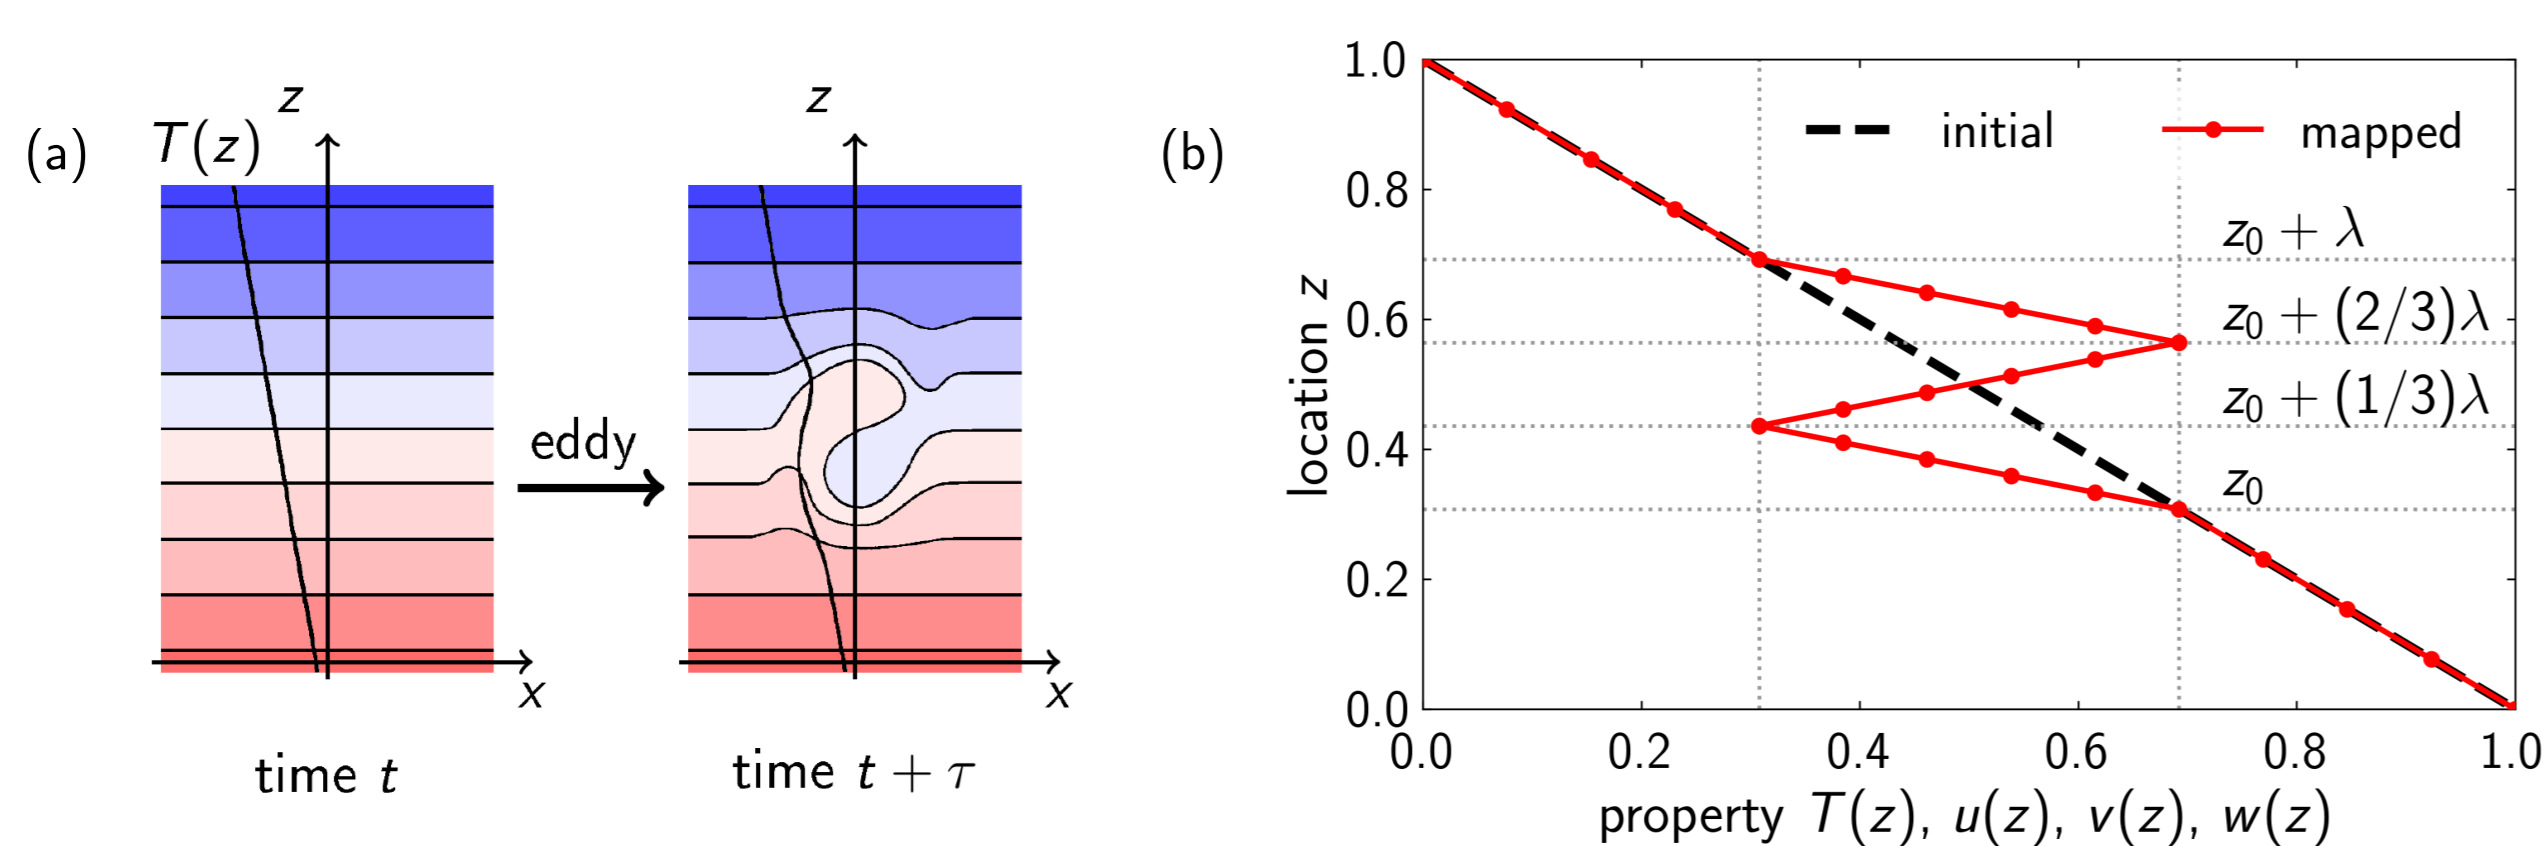 (a)
T(z)
z
x
time t
eddy
z
x
time t + τ
(b)
location z
1.0
0.8
0.6
0.4
0.2
0.0
initial
mapped
z₀ + λ
z₀ + (2/3)λ
z₀ + (1/3)λ
z₀
0.0 0.2 0.4 0.6 0.8 1.0
property T(z), u(z), v(z), w(z)